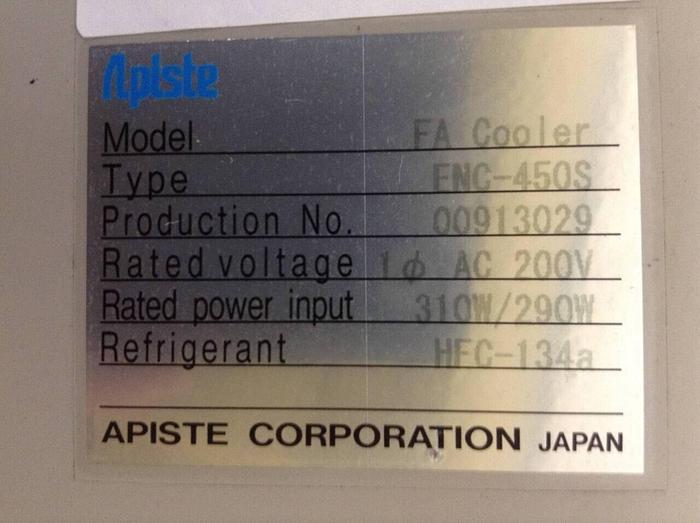 Apiste
Model FA Cooler
Type ENC-450S
Production No. 00913029
Rated voltage 1ϕ AC 200V
Rated power input 310W/290W
Refrigerant HFC-134a
APISTE CORPORATION JAPAN